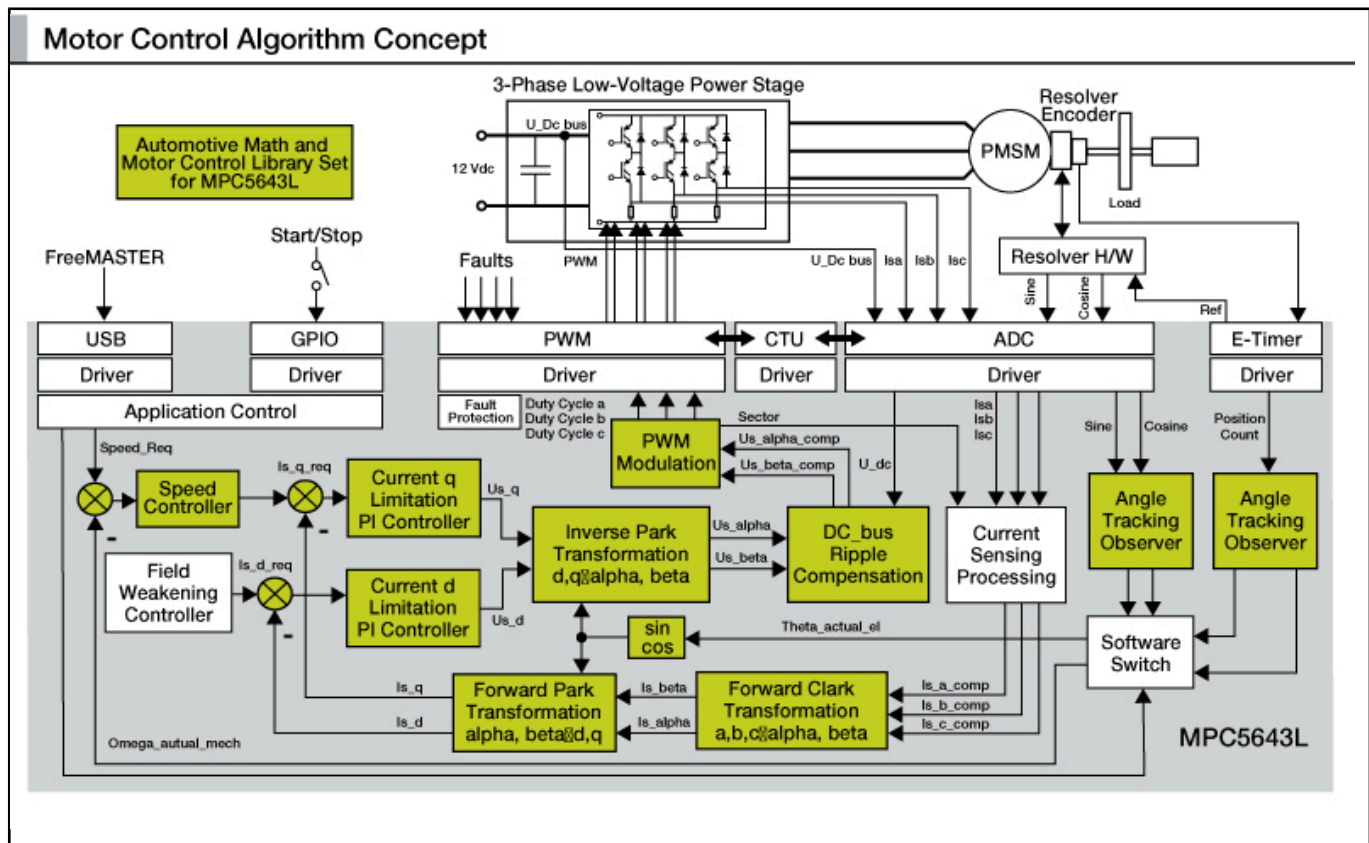 Motor Control Algorithm Concept
3-Phase Low-Voltage Power Stage
Resolver
Encoder
Automotive Math and
Motor Control Library Set
for MPC5643L
U_Dc bus
12 Vdc
PMSM
Load
FreeMASTER
Start/Stop
Faults
PWM
U_Dc bus
Isa
Isb
Isc
Resolver H/W
Sine
Cosine
Ref
USB
GPIO
PWM
CTU
ADC
E-Timer
Driver
Driver
Driver
Driver
Driver
Driver
Application Control
Fault
Protection
Duty Cycle a
Duty Cycle b
Duty Cycle c
Sector
Isa
Isb
Isc
Sine
Cosine
Position
Count
Speed_Req
Is_q_req
PWM
Modulation
Us_alpha_comp
Us_beta_comp
U_dc
Speed
Controller
Current q
Limitation
PI Controller
Us_q
Inverse Park
Transformation
d,q▯alpha, beta
Us_alpha
Us_beta
DC_bus
Ripple
Compensation
Current
Sensing
Processing
Angle
Tracking
Observer
Angle
Tracking
Observer
-
Field
Weakening
Controller
Is_d_req
-
Current d
Limitation
PI Controller
Us_d
-
sin
cos
Theta_actual_el
Software
Switch
Is_q
Is_d
Forward Park
Transformation
alpha, beta▯d,q
Is_beta
Is_alpha
Forward Clark
Transformation
a,b,c▯alpha, beta
Is_a_comp
Is_b_comp
Is_c_comp
Omega_autual_mech
MPC5643L